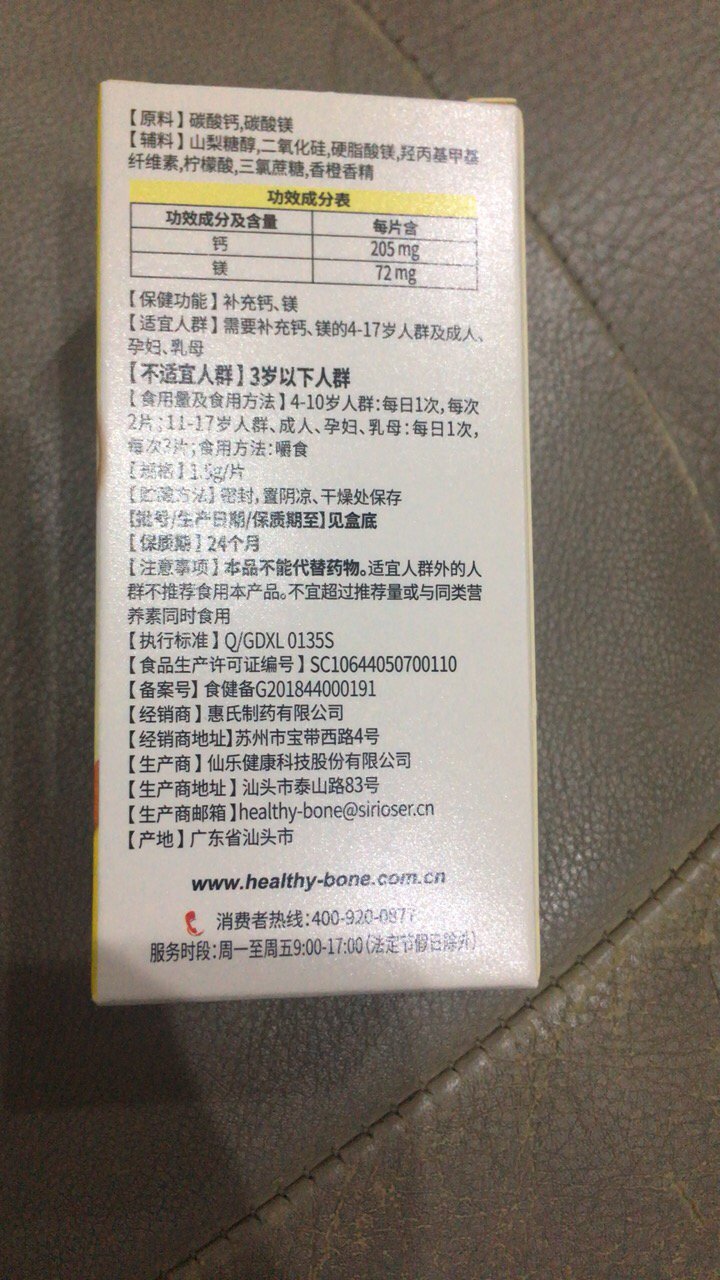 【原料】碳酸钙,碳酸镁
【辅料】山梨糖醇,二氧化硅,硬脂酸镁,羟丙基甲基
纤维素,柠檬酸,三氯蔗糖,香橙香精
功效成分表
功效成分及含量 每片含
钙 205mg
镁 72mg
【保健功能】补充钙、镁
【适宜人群】需要补充钙、镁的4-17岁人群及成人、
孕妇、乳母
【不适宜人群】3岁以下人群
【食用量及食用方法】4-10岁人群:每日1次,每次
2片;11-17岁人群、成人、孕妇、乳母:每日1次,
每次3片;食用方法:嚼食
【规格】1.5g/片
【贮藏方法】密封,置阴凉、干燥处保存
【批号/生产日期/保质期至】见盒底
【保质期】24个月
【注意事项】本品不能代替药物。适宜人群外的人
群不推荐食用本产品。不宜超过推荐量或与同类营
养素同时食用
【执行标准】Q/GDXL 0135S
【食品生产许可证编号】SC10644050700110
【备案号】食健备G201844000191
【经销商】惠氏制药有限公司
【经销商地址】苏州市宝带西路4号
【生产商】仙乐健康科技股份有限公司
【生产商地址】汕头市泰山路83号
【生产商邮箱】healthy-bone@sirioser.cn
【产地】广东省汕头市
www.healthy-bone.com.cn
消费者热线:400-920-0877
服务时段:周一至周五9:00-17:00(法定节假日除外)